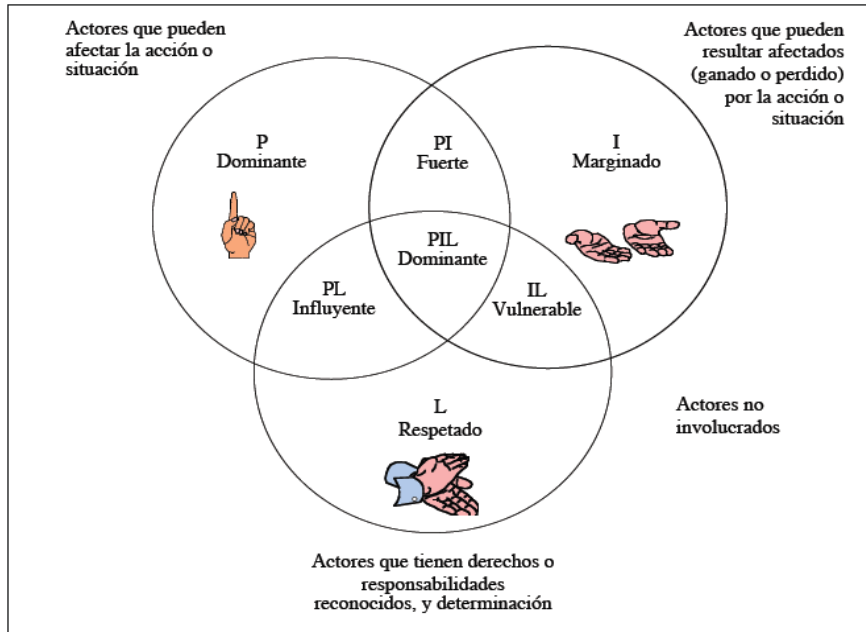 Actores que pueden
afectar la acción o
situación
Actores que pueden
resultar afectados
(ganado o perdido)
por la acción o
situación
P
Dominante
PI
Fuerte
I
Marginado
PIL
Dominante
PL
Influyente
IL
Vulnerable
L
Respetado
Actores no
involucrados
Actores que tienen derechos o
responsabilidades
reconocidos, y determinación